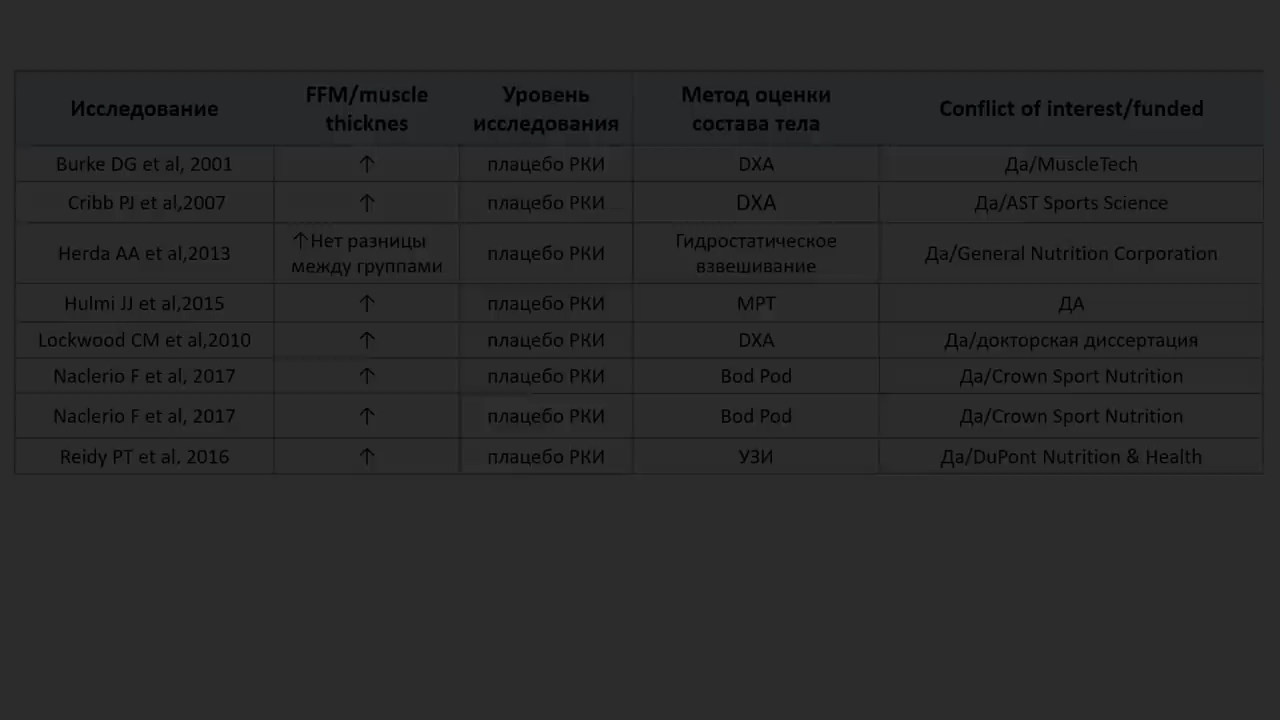 Исследование FFM/muscle thicknes Уровень исследования Метод оценки состава тела Conflict of interest/funded
Burke DG et al, 2001 ↑ плацебо РКИ DXA Да/MuscleTech
Cribb PJ et al,2007 ↑ плацебо РКИ DXA Да/AST Sports Science
Herda AA et al,2013 ↑Нет разницы между группами плацебо РКИ Гидростатическое взвешивание Да/General Nutrition Corporation
Hulmi JJ et al,2015 ↑ плацебо РКИ МРТ ДА
Lockwood CM et al,2010 ↑ плацебо РКИ DXA Да/докторская диссертация
Naclerio F et al, 2017 ↑ плацебо РКИ Bod Pod Да/Crown Sport Nutrition
Naclerio F et al, 2017 ↑ плацебо РКИ Bod Pod Да/Crown Sport Nutrition
Reidy PT et al, 2016 ↑ плацебо РКИ УЗИ Да/DuPont Nutrition & Health